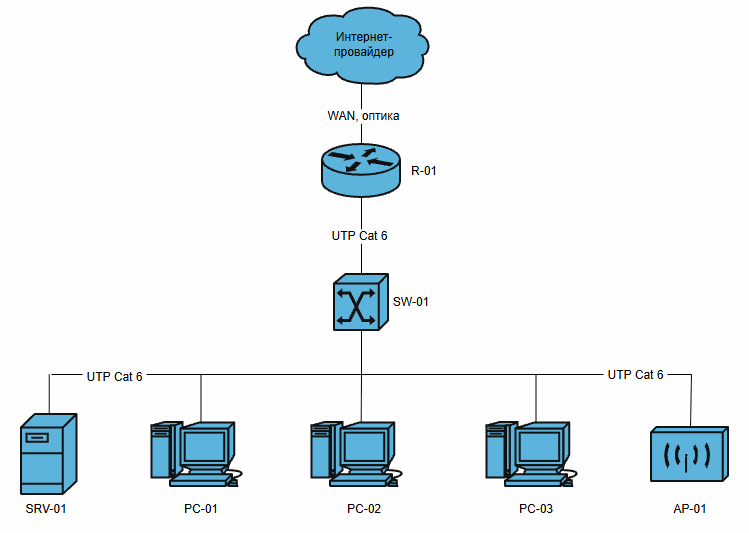 Интернет-
провайдер
WAN, оптика
R-01
UTP Cat 6
SW-01
UTP Cat 6
UTP Cat 6
SRV-01
PC-01
PC-02
PC-03
AP-01